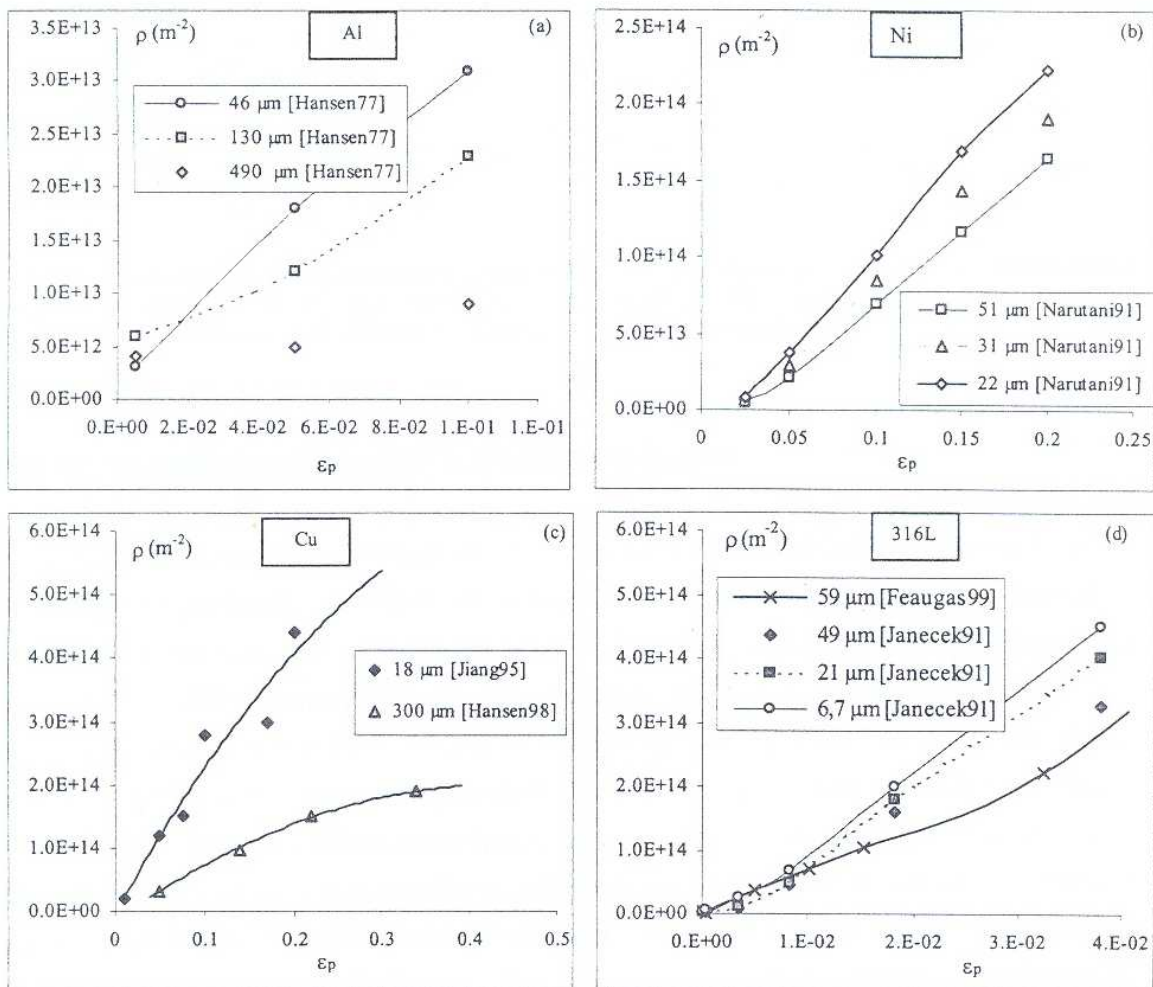 Al
(a)
ρ (m-2)
3.5E+13
3.0E+13
2.5E+13
2.0E+13
1.5E+13
1.0E+13
5.0E+12
0.0E+00
46 µm [Hansen77]
130 µm [Hansen77]
490 µm [Hansen77]
0.E+00 2.E-02 4.E-02 6.E-02 8.E-02 1.E-01 1.E-01
εp
Ni
(b)
ρ (m-2)
2.5E+14
2.0E+14
1.5E+14
1.0E+14
5.0E+13
0.0E+00
51 µm [Narutani91]
31 µm [Narutani91]
22 µm [Narutani91]
0 0.05 0.1 0.15 0.2 0.25
εp
Cu
(c)
ρ (m-2)
6.0E+14
5.0E+14
4.0E+14
3.0E+14
2.0E+14
1.0E+14
0.0E+00
18 µm [Jiang95]
300 µm [Hansen98]
0 0.1 0.2 0.3 0.4 0.5
εp
316L
(d)
ρ (m-2)
6.0E+14
5.0E+14
4.0E+14
3.0E+14
2.0E+14
1.0E+14
0.0E+00
59 µm [Feaugas99]
49 µm [Janecek91]
21 µm [Janecek91]
6,7 µm [Janecek91]
0.E+00 1.E-02 2.E-02 3.E-02 4.E-02
εp